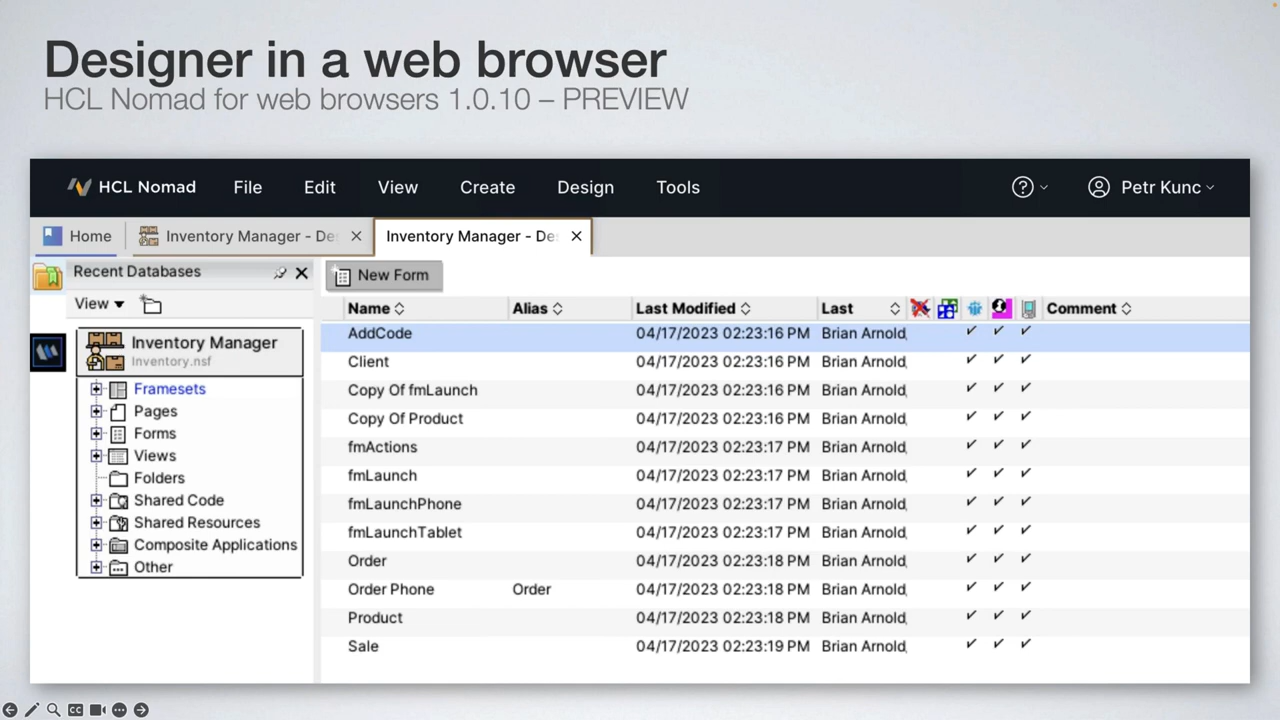 Designer in a web browser
HCL Nomad for web browsers 1.0.10 – PREVIEW
HCL Nomad File Edit View Create Design Tools Petr Kunc
Home Inventory Manager - De Inventory Manager - De
Recent Databases
New Form
View
Name Alias Last Modified Last Comment
Inventory Manager
Inventory.nsf
Framesets
Pages
Forms
Views
Folders
Shared Code
Shared Resources
Composite Applications
Other
AddCode 04/17/2023 02:23:16 PM Brian Arnold,
Client 04/17/2023 02:23:16 PM Brian Arnold,
Copy Of fmLaunch 04/17/2023 02:23:16 PM Brian Arnold,
Copy Of Product 04/17/2023 02:23:16 PM Brian Arnold,
fmActions 04/17/2023 02:23:17 PM Brian Arnold,
fmLaunch 04/17/2023 02:23:17 PM Brian Arnold,
fmLaunchPhone 04/17/2023 02:23:17 PM Brian Arnold,
fmLaunchTablet 04/17/2023 02:23:17 PM Brian Arnold,
Order 04/17/2023 02:23:18 PM Brian Arnold,
Order Phone Order 04/17/2023 02:23:18 PM Brian Arnold,
Product 04/17/2023 02:23:18 PM Brian Arnold,
Sale 04/17/2023 02:23:19 PM Brian Arnold,
CC